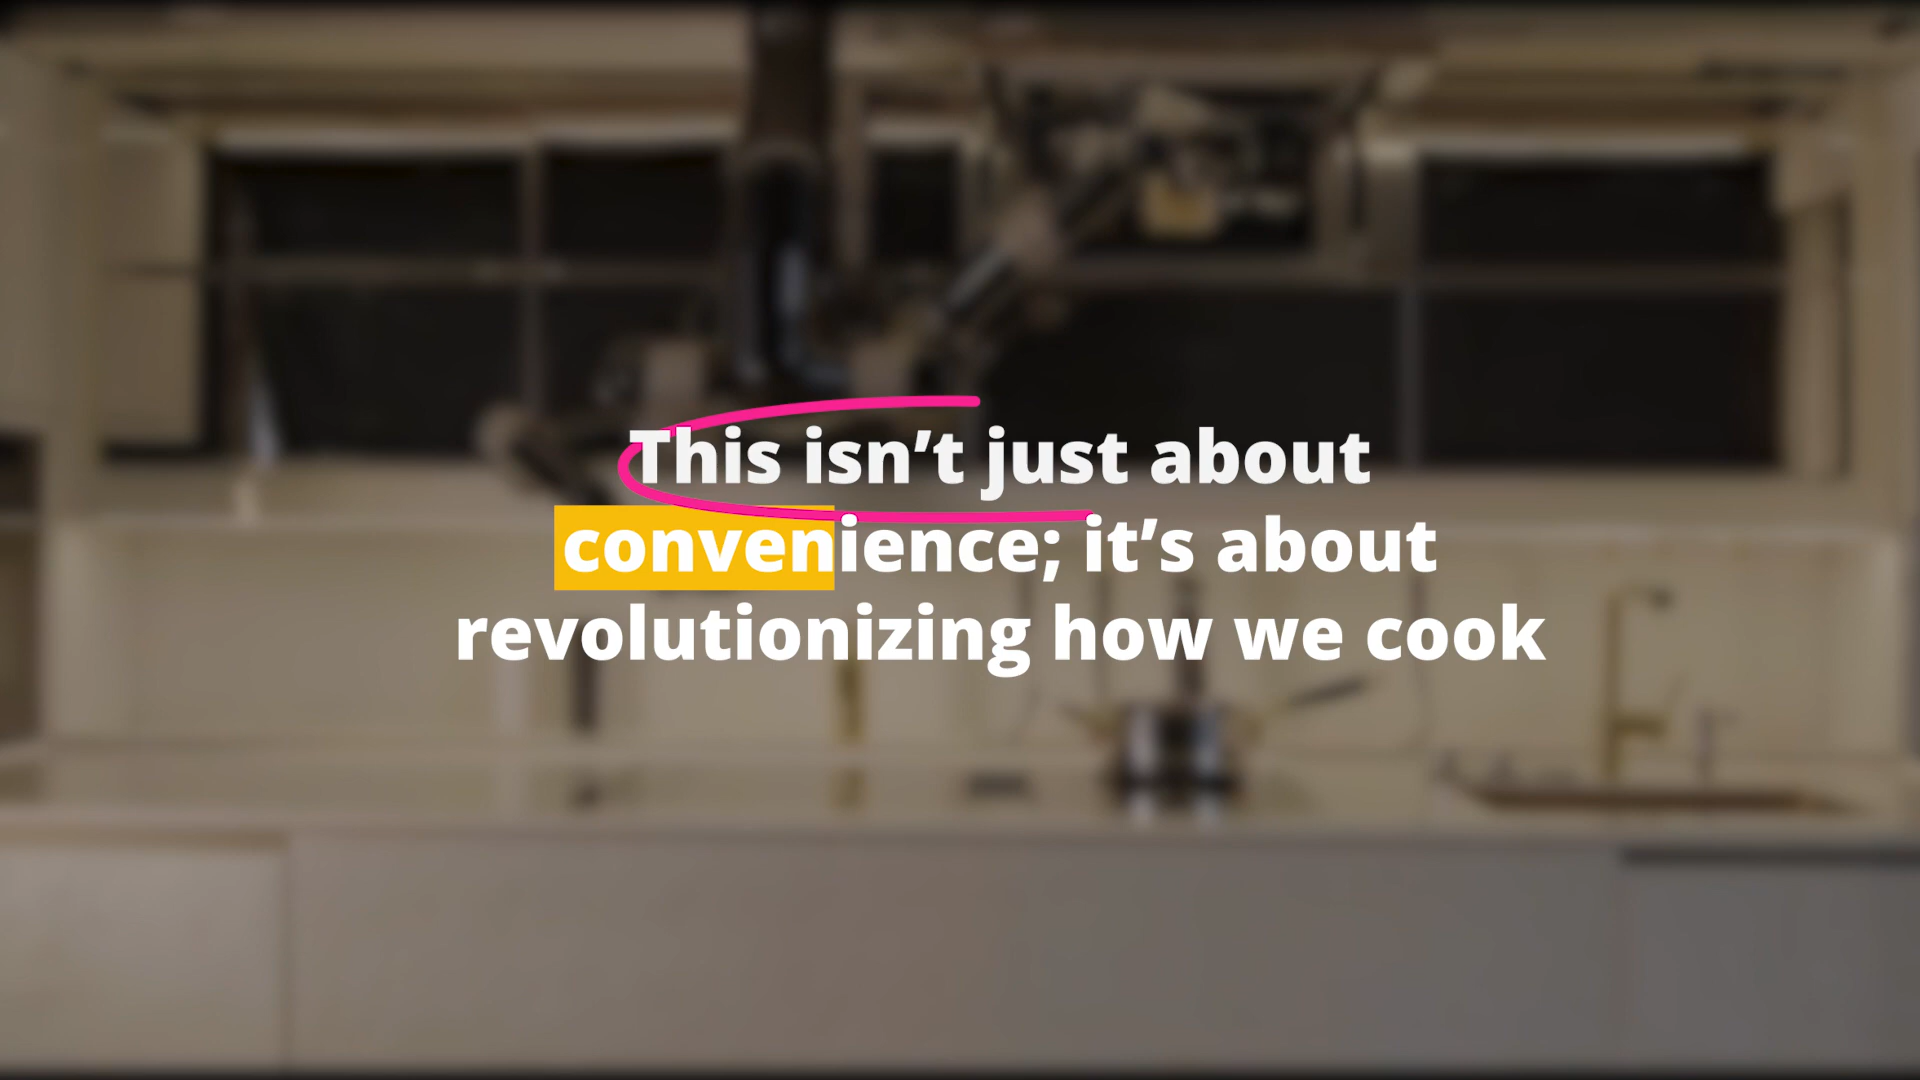 This isn’t just about
convenience; it’s about
revolutionizing how we cook